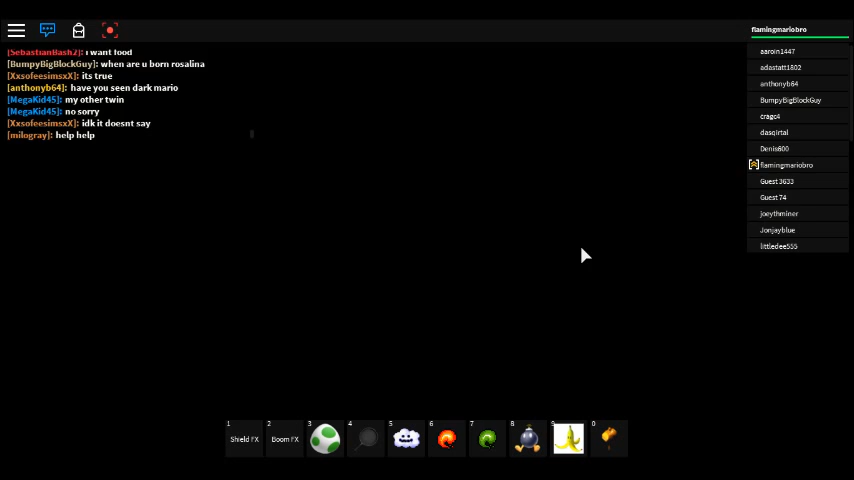 flamingmariobro
[SebastianBash2]: i want food
[BumpyBigBlockGuy]: when are u born rosalina
[XxsofeesimsxX]: its true
[anthonyb64]: have you seen dark mario
[MegaKid45]: my other twin
[MegaKid45]: no sorry
[XxsofeesimsxX]: idk it doesnt say
[milogray]: help help
aaroin1447
adastatt1802
anthonyb64
BumpyBigBlockGuy
cragc4
dasqirtal
Denis600
flamingmariobro
Guest 3633
Guest 74
joeythminer
Jonjayblue
littledee555
1 2 3 4 5 6 7 8 9 0
Shield FX
Boom FX